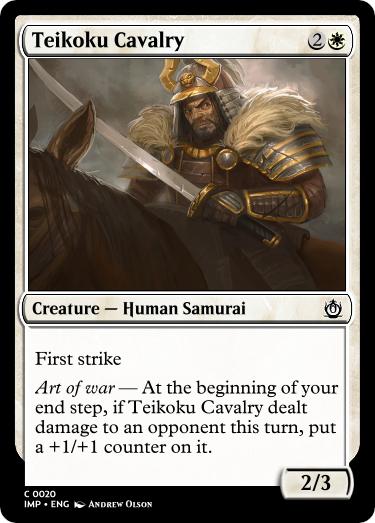 Teikoku Cavalry 2
Creature — Human Samurai
First strike
Art of war — At the beginning of your
end step, if Teikoku Cavalry dealt
damage to an opponent this turn, put
a +1/+1 counter on it.
2/3
C 0020
IMP • ENG Andrew Olson